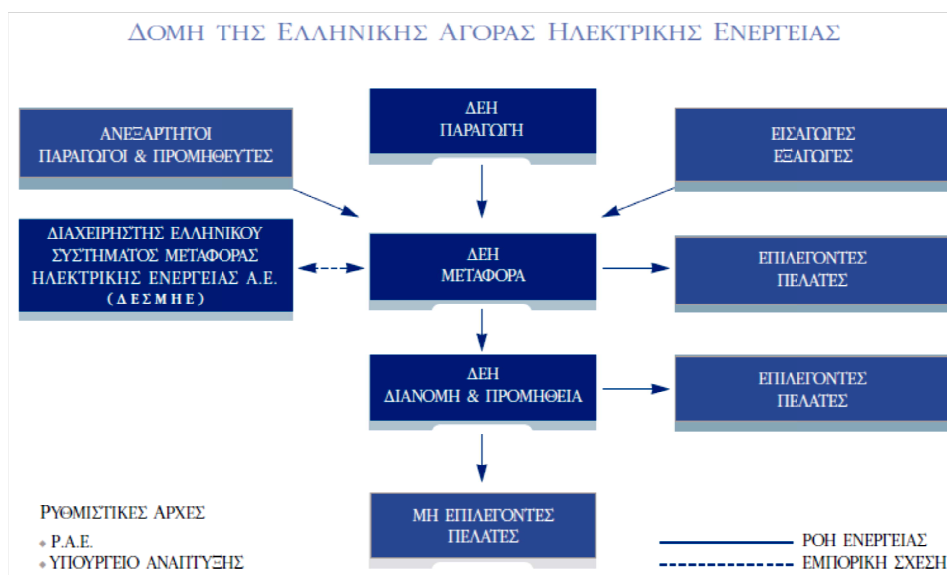 ΔΟΜΗ ΤΗΣ ΕΛΛΗΝΙΚΗΣ ΑΓΟΡΑΣ ΗΛΕΚΤΡΙΚΗΣ ΕΝΕΡΓΕΙΑΣ
ΑΝΕΞΑΡΤΗΤΟΙ
ΠΑΡΑΓΩΓΟΙ & ΠΡΟΜΗΘΕΥΤΕΣ
ΔΕΗ
ΠΑΡΑΓΩΓΗ
ΕΙΣΑΓΩΓΕΣ
ΕΞΑΓΩΓΕΣ
ΔΙΑΧΕΙΡΗΣΤΗΣ ΕΛΛΗΝΙΚΟΥ
ΣΥΣΤΗΜΑΤΟΣ ΜΕΤΑΦΟΡΑΣ
ΗΛΕΚΤΡΙΚΗΣ ΕΝΕΡΓΕΙΑΣ Α.Ε.
(ΔΕΣΜΗΕ)
ΔΕΗ
ΜΕΤΑΦΟΡΑ
ΕΠΙΛΕΓΟΝΤΕΣ
ΠΕΛΑΤΕΣ
ΔΕΗ
ΔΙΑΝΟΜΗ & ΠΡΟΜΗΘΕΙΑ
ΕΠΙΛΕΓΟΝΤΕΣ
ΠΕΛΑΤΕΣ
ΜΗ ΕΠΙΛΕΓΟΝΤΕΣ
ΠΕΛΑΤΕΣ
ΡΥΘΜΙΣΤΙΚΕΣ ΑΡΧΕΣ
Ρ.Α.Ε.
ΥΠΟΥΡΓΕΙΟ ΑΝΑΠΤΥΞΗΣ
ΡΟΗ ΕΝΕΡΓΕΙΑΣ
ΕΜΠΟΡΙΚΗ ΣΧΕΣΗ